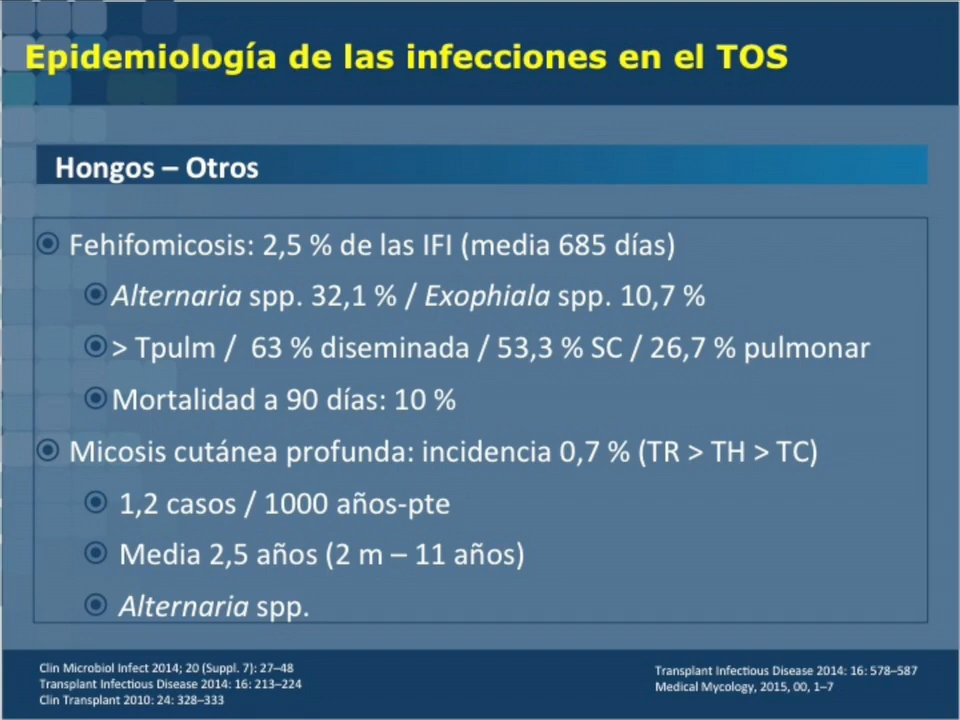 Epidemiología de las infecciones en el TOS
Hongos – Otros
Fehifomicosis: 2,5 % de las IFI (media 685 días)
Alternaria spp. 32,1 % / Exophiala spp. 10,7 %
> Tpulm / 63 % diseminada / 53,3 % SC / 26,7 % pulmonar
Mortalidad a 90 días: 10 %
Micosis cutánea profunda: incidencia 0,7 % (TR > TH > TC)
1,2 casos / 1000 años-pte
Media 2,5 años (2 m – 11 años)
Alternaria spp.
Clin Microbiol Infect 2014; 20 (Suppl. 7): 27–48
Transplant Infectious Disease 2014: 16: 213–224
Clin Transplant 2010: 24: 328–333
Transplant Infectious Disease 2014: 16: 578–587
Medical Mycology, 2015, 00, 1–7